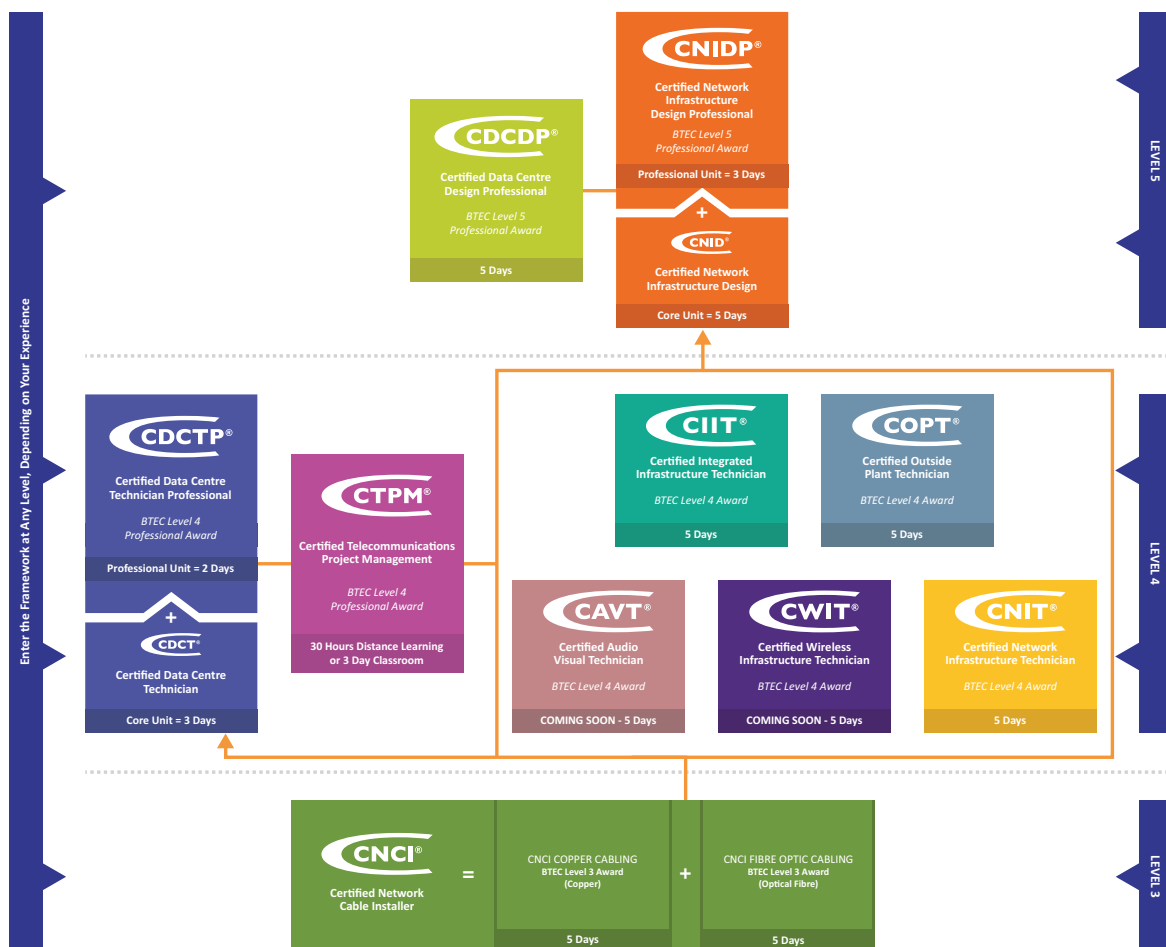 Enter the Framework at Any Level, Depending on Your Experience
CNIDP®
Certified Network
Infrastructure
Design Professional
BTEC Level 5
Professional Award
Professional Unit = 3 Days
+
CNID®
Certified Network
Infrastructure Design
Core Unit = 5 Days
CDCDP®
Certified Data Centre
Design Professional
BTEC Level 5
Professional Award
5 Days
LEVEL 5
CDCTP®
Certified Data Centre
Technician Professional
BTEC Level 4
Professional Award
Professional Unit = 2 Days
+
CDCT®
Certified Data Centre
Technician
Core Unit = 3 Days
CTPM®
Certified Telecommunications
Project Management
BTEC Level 4
Professional Award
30 Hours Distance Learning
or 3 Day Classroom
CIIT®
Certified Integrated
Infrastructure Technician
BTEC Level 4 Award
5 Days
COPT®
Certified Outside
Plant Technician
BTEC Level 4 Award
5 Days
CAVT®
Certified Audio
Visual Technician
BTEC Level 4 Award
COMING SOON - 5 Days
CWIT®
Certified Wireless
Infrastructure Technician
BTEC Level 4 Award
COMING SOON - 5 Days
CNIT®
Certified Network
Infrastructure Technician
BTEC Level 4 Award
5 Days
LEVEL 4
CNCI®
Certified Network
Cable Installer
=
CNCI COPPER CABLING
BTEC Level 3 Award
(Copper)
5 Days
+
CNCI FIBRE OPTIC CABLING
BTEC Level 3 Award
(Optical Fibre)
5 Days
LEVEL 3